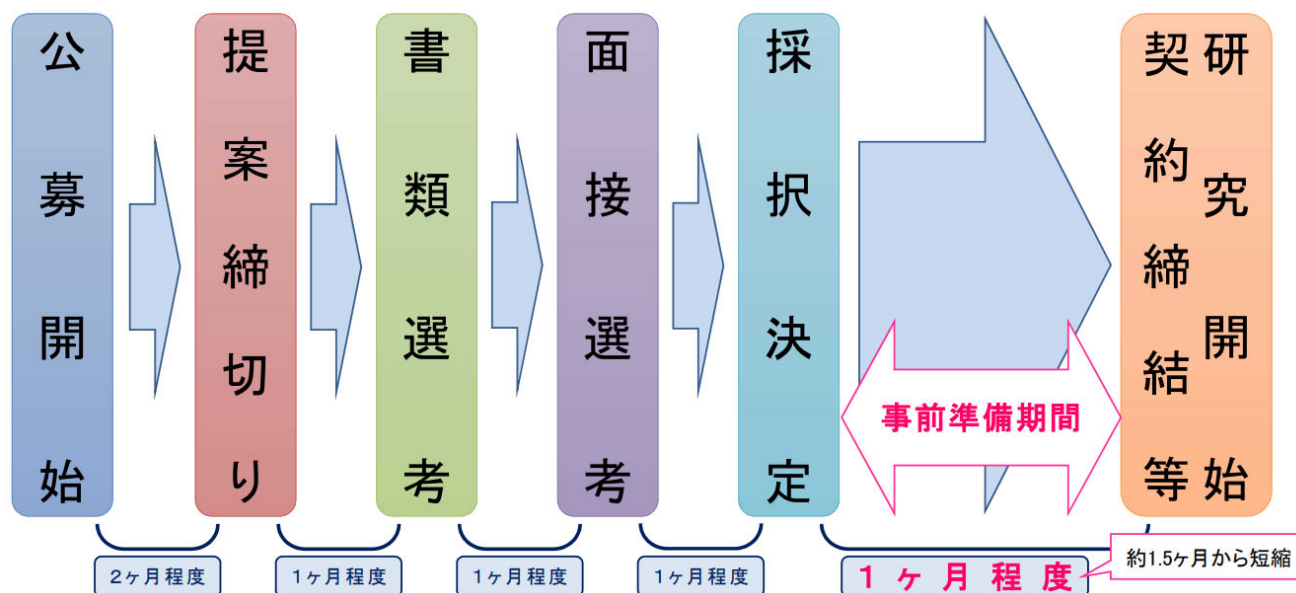 公募開始
提案締切り
書類選考
面接選考
採択決定
事前準備期間
研究開始
契約締結等
2ヶ月程度
1ヶ月程度
1ヶ月程度
1ヶ月程度
1ヶ月程度
約1.5ヶ月から短縮